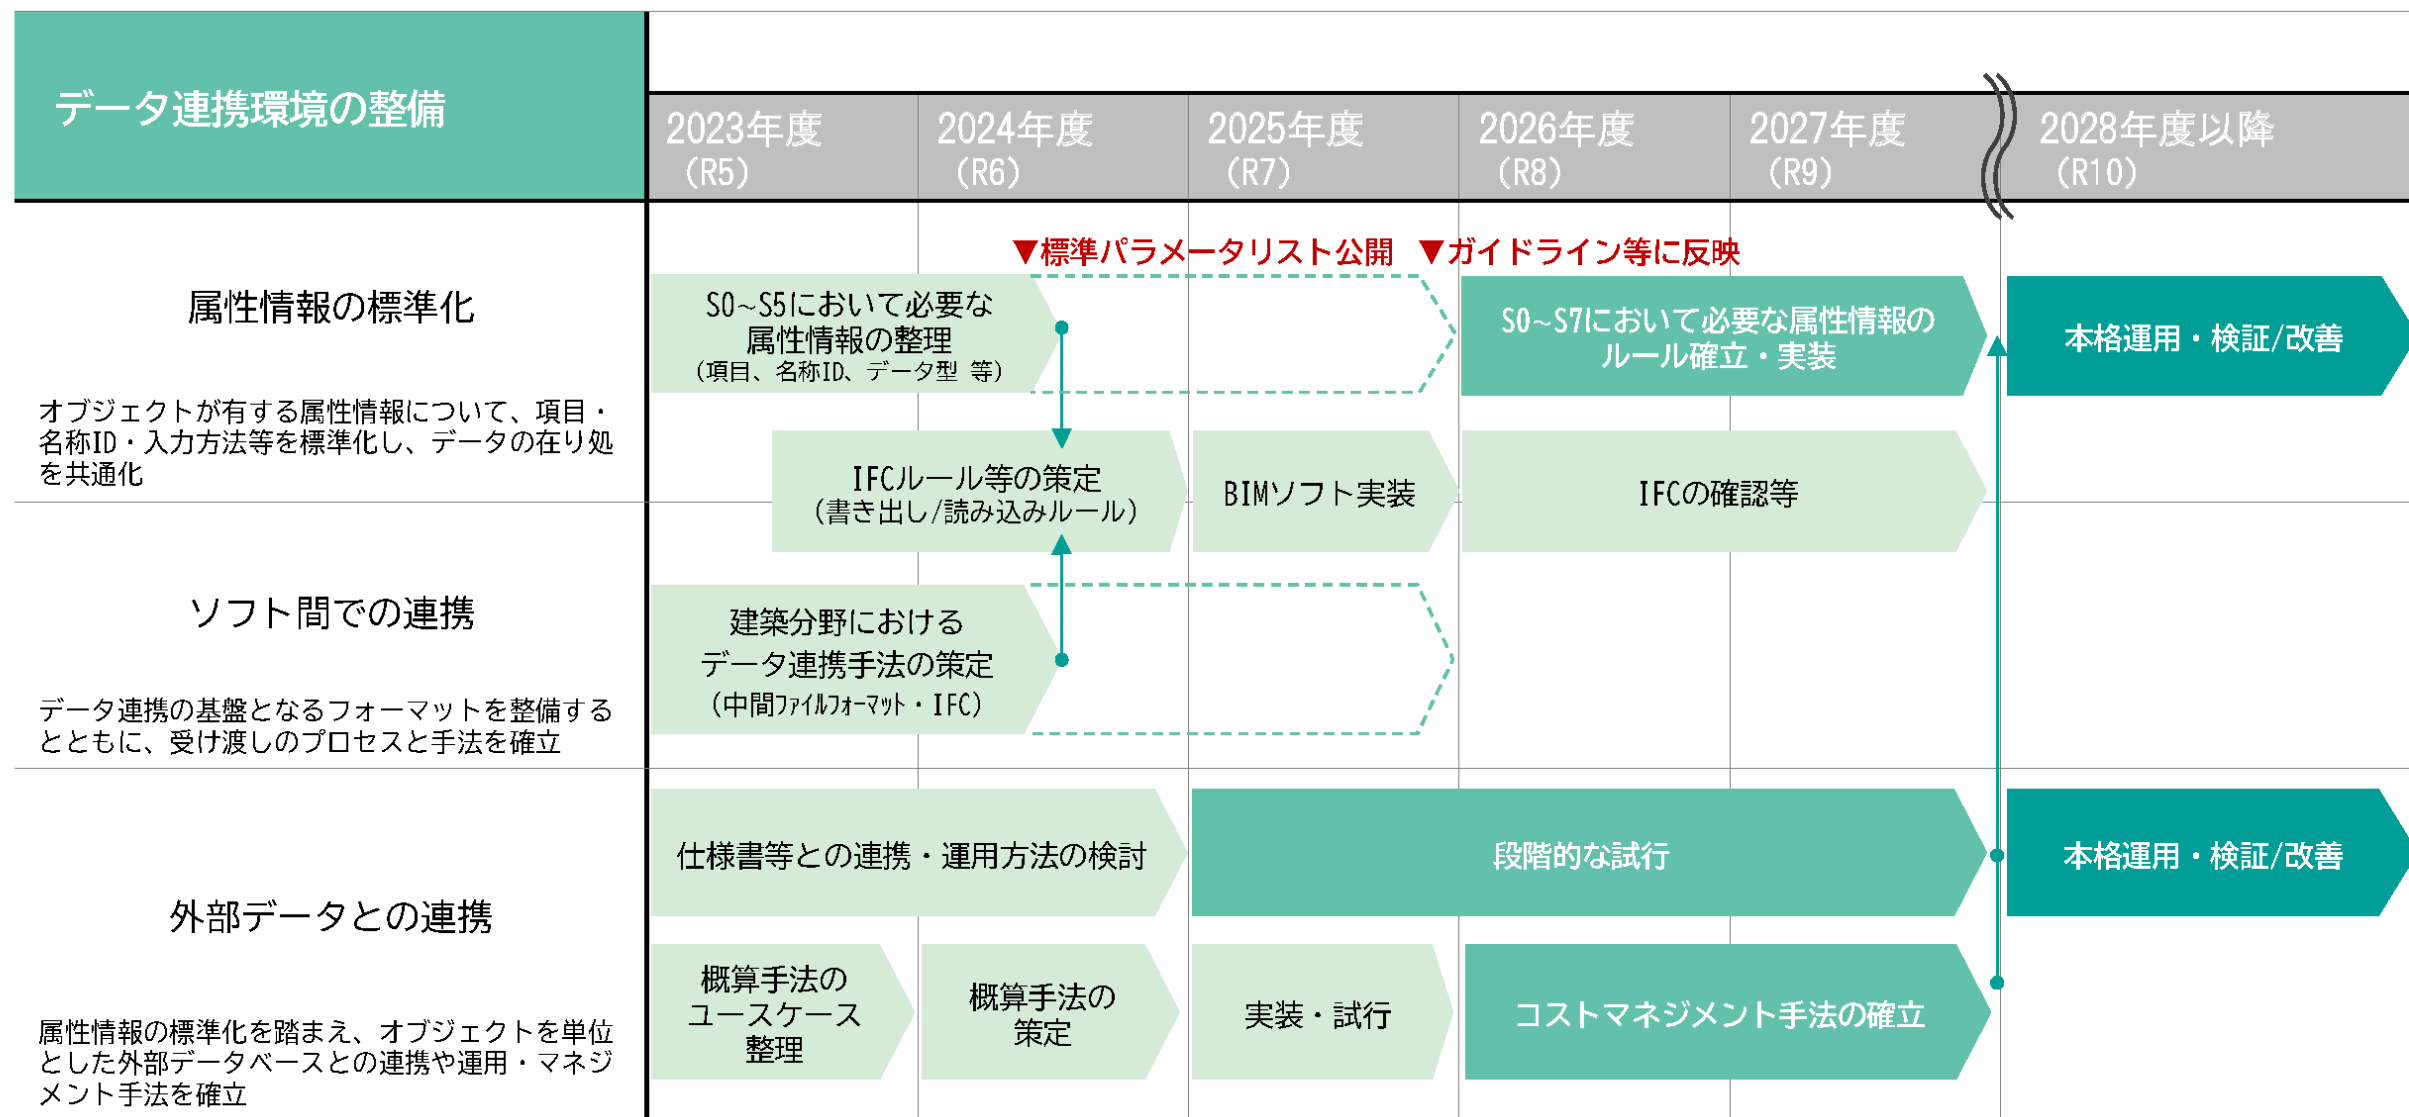 データ連携環境の整備
2023年度
(R5)
2024年度
(R6)
2025年度
(R7)
2026年度
(R8)
2027年度
(R9)
2028年度以降
(R10)
▼標準パラメータリスト公開
▼ガイドライン等に反映
属性情報の標準化
オブジェクトが有する属性情報について、項目・
名称ID・入力方法等を標準化し、データの在り処
を共通化
S0~S5において必要な
属性情報の整理
(項目、名称ID、データ型 等)
S0~S7において必要な属性情報の
ルール確立・実装
本格運用・検証/改善
IFCルール等の策定
(書き出し/読み込みルール)
BIMソフト実装
IFCの確認等
ソフト間での連携
データ連携の基盤となるフォーマットを整備する
とともに、受け渡しのプロセスと手法を確立
建築分野における
データ連携手法の策定
(中間ﾌｧｲﾙﾌｫｰﾏｯﾄ・IFC)
外部データとの連携
属性情報の標準化を踏まえ、オブジェクトを単位
とした外部データベースとの連携や運用・マネジ
メント手法を確立
仕様書等との連携・運用方法の検討
段階的な試行
本格運用・検証/改善
概算手法の
ユースケース
整理
概算手法の
策定
実装・試行
コストマネジメント手法の確立